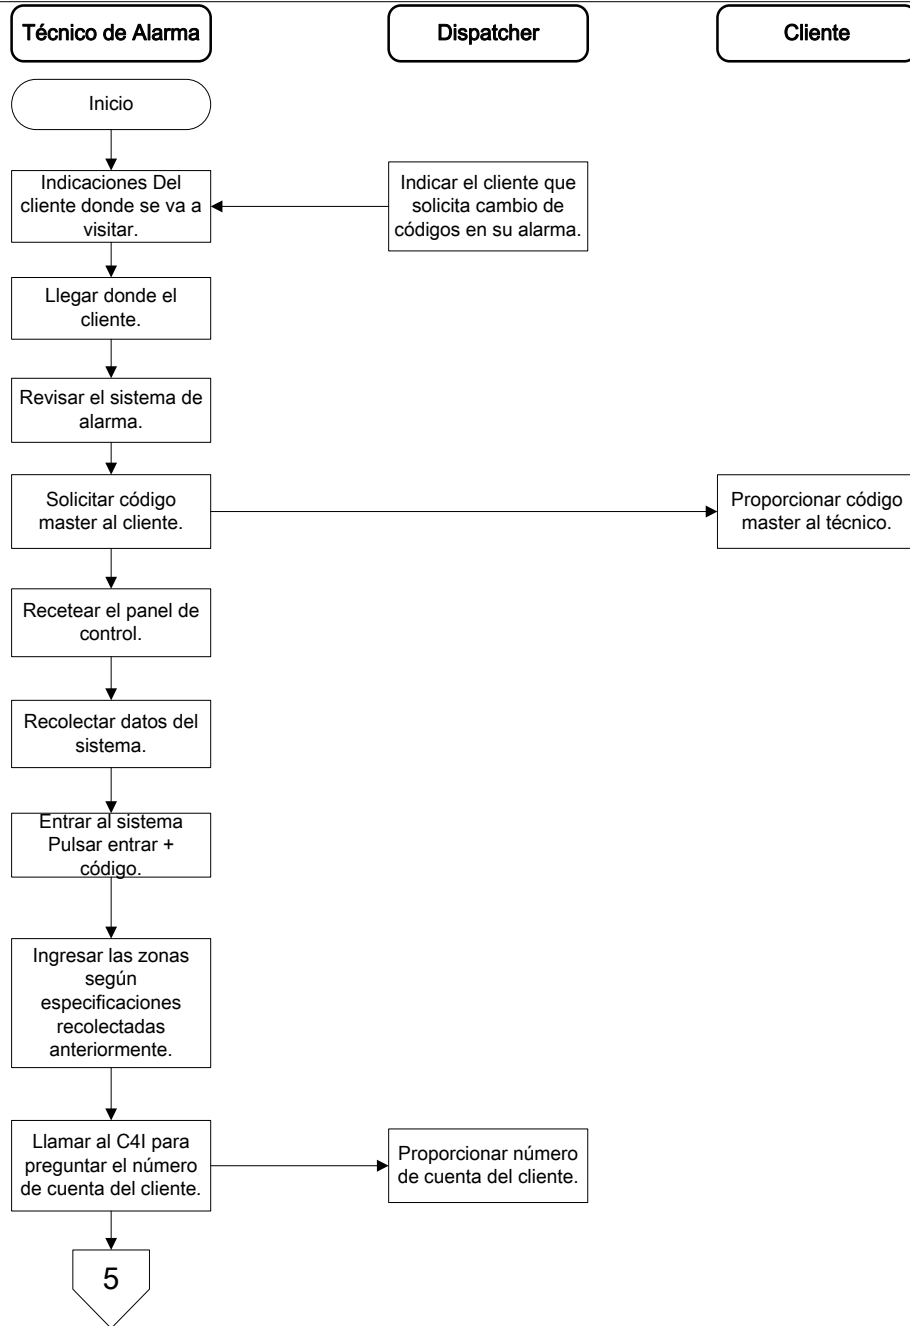 Técnico de Alarma
Dispatcher
Cliente
Inicio
Indicaciones Del
cliente donde se va a
visitar.
Indicar el cliente que
solicita cambio de
códigos en su alarma.
Llegar donde el
cliente.
Revisar el sistema de
alarma.
Solicitar código
master al cliente.
Proporcionar código
master al técnico.
Recetear el panel de
control.
Recolectar datos del
sistema.
Entrar al sistema
Pulsar entrar +
código.
Ingresar las zonas
según
especificaciones
recolectadas
anteriormente.
Llamar al C4I para
preguntar el número
de cuenta del cliente.
Proporcionar número
de cuenta del cliente.
5